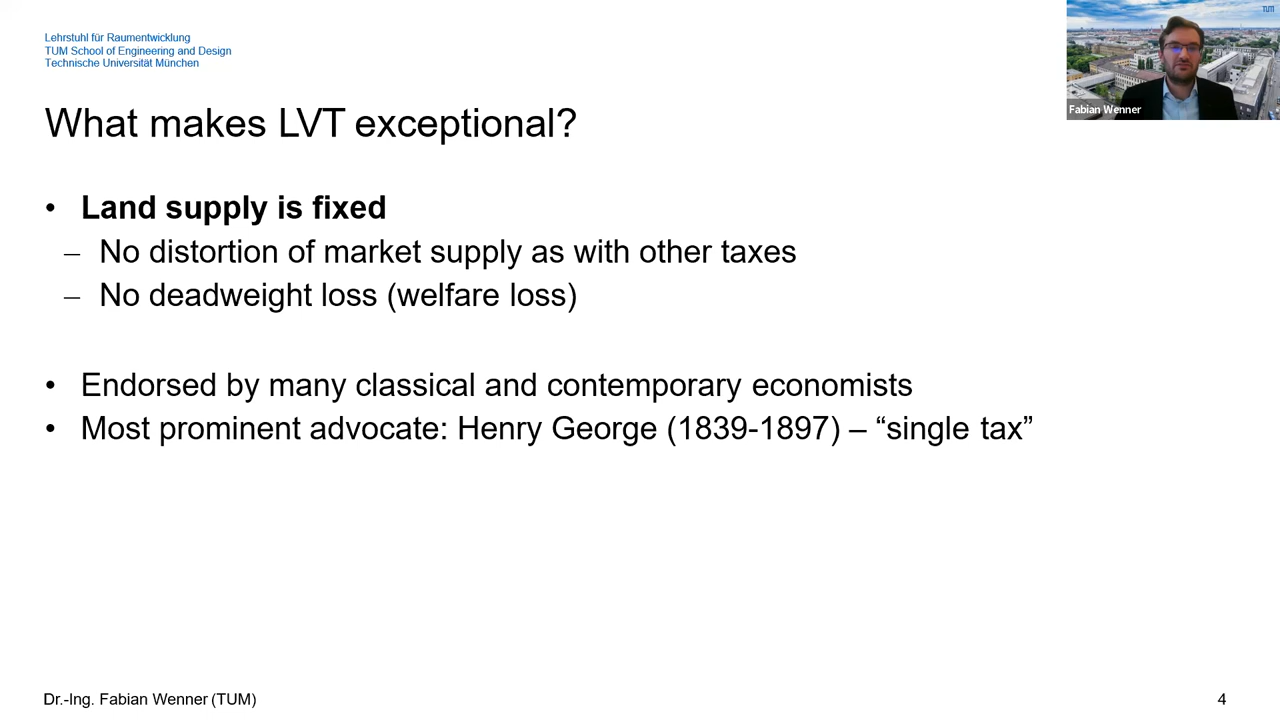 Lehrstuhl für Raumentwicklung
TUM School of Engineering and Design
Technische Universität München
TUM
Fabian Wenner
What makes LVT exceptional?
• Land supply is fixed
– No distortion of market supply as with other taxes
– No deadweight loss (welfare loss)
• Endorsed by many classical and contemporary economists
• Most prominent advocate: Henry George (1839-1897) – “single tax”
Dr.-Ing. Fabian Wenner (TUM)
4